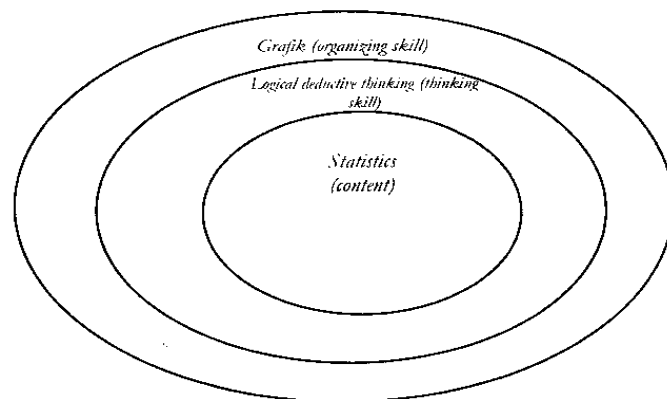 Grafik (organizing skill)
Logical deductive thinking (thinking
skill)
Statistics
(content)